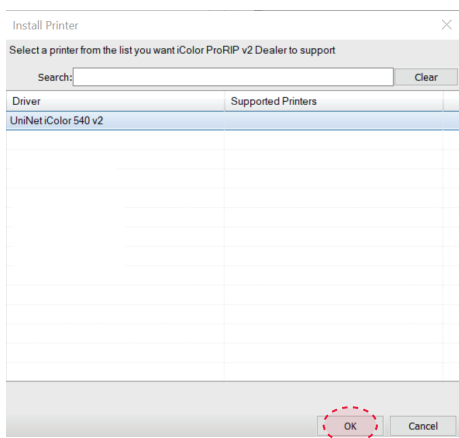 Install Printer
Select a printer from the list you want iColor ProRIP v2 Dealer to support
Search: Clear
Driver Supported Printers
UniNet iColor 540 v2
OK Cancel